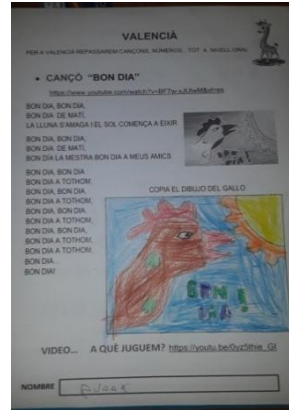 VALENCIÀ
PER A VALENCIÀ REPASSAREM CANÇONS, NÚMEROS... TOT A NIVELL ORAL
• CANÇÓ "BON DIA"
BON DIA, BON DIA,
BON DIA DE MATÍ,
LA LLUNA S'AMAGA I EL SOL COMENÇA A EIXIR
BON DIA, BON DIA,
BON DIA DE MATÍ,
BON DÍA LA MESTRA BON DIA A MEUS AMICS
BON DIA, BON DIA
BON DIA A TOTHOM,
BON DIA, BON DIA,
BON DIA A TOTHOM,
BON DIA, BON DIA,
BON DIA A TOTHOM,
BON DIA, BON DIA,
BON DIA A TOTHOM,
BON DIA A TOTHOM,
BON DIA...
BON DIA!
COPIA EL DIBUJO DEL GALLO
BON
DIA
VIDEO... A QUÈ JUGUEM?
NOMBRE